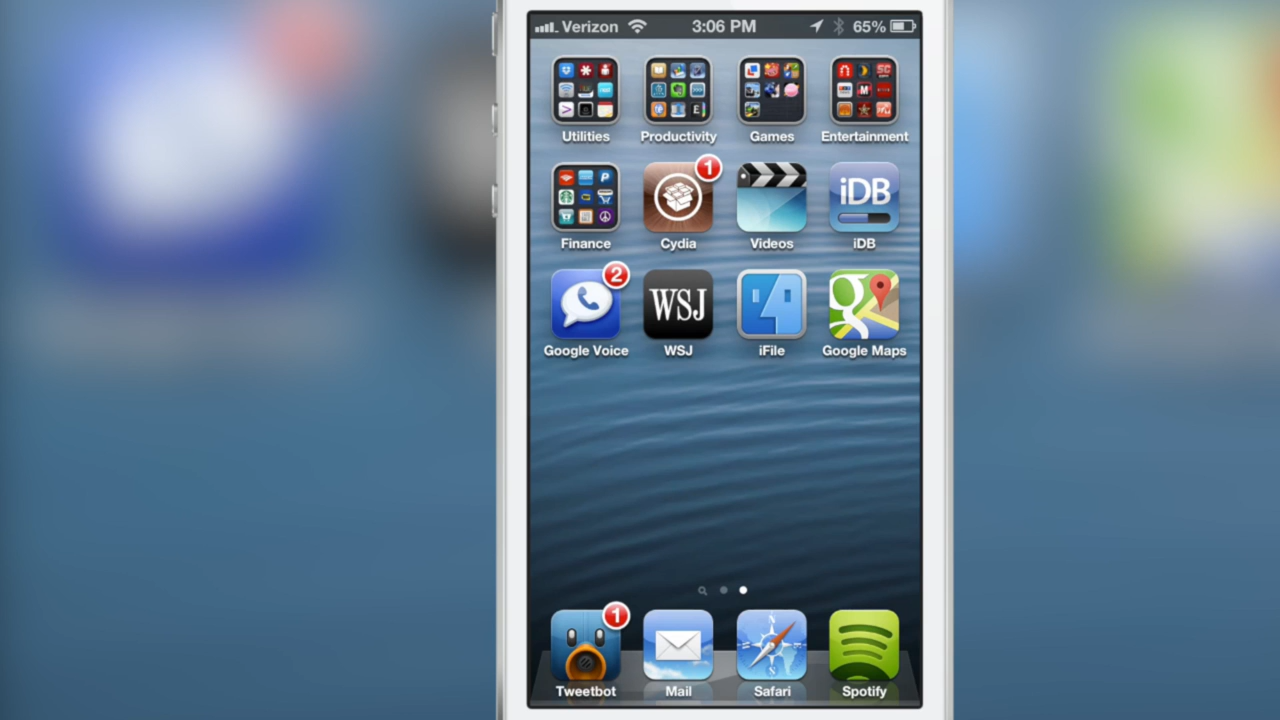 Verizon 3:06 PM 65%
Utilities Productivity Games Entertainment
1
Finance Cydia Videos iDB
iDB
2
WSJ
Google Voice WSJ iFile Google Maps
1
Tweetbot Mail Safari Spotify